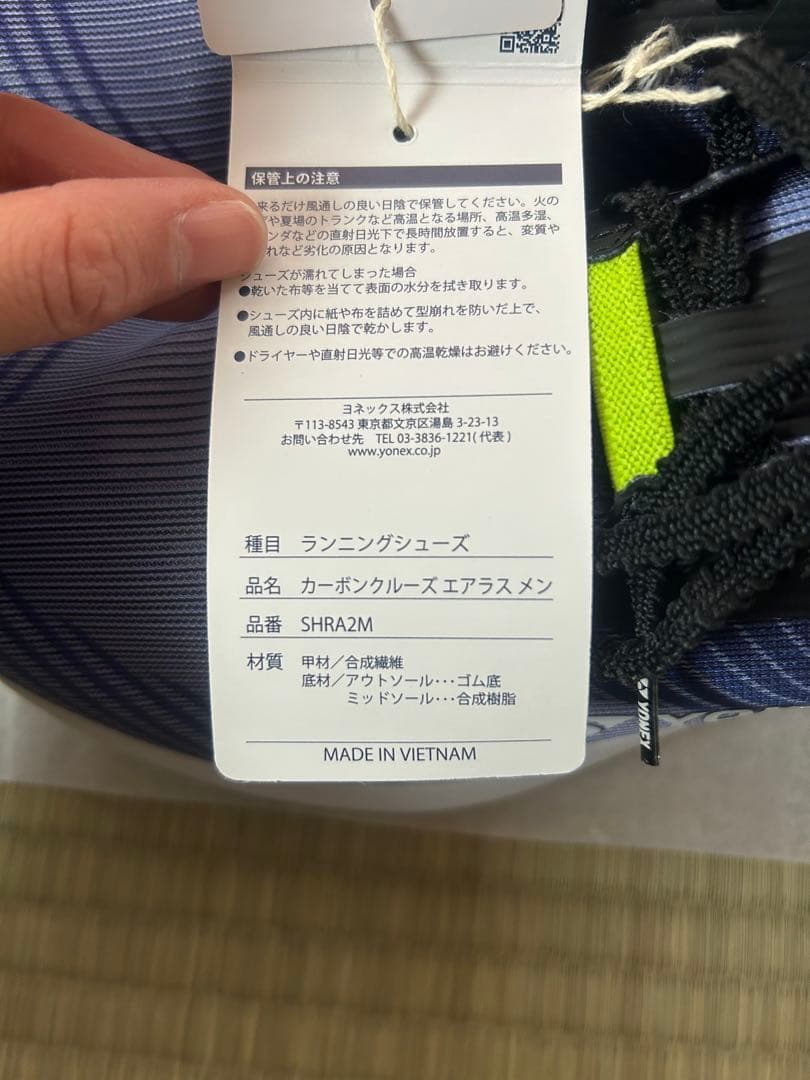 保管上の注意
来るだけ風通しの良い日陰で保管してください。火の
や夏場のトランクなど高温となる場所、高温多湿、
ンダなどの直射日光下で長時間放置すると、変質や
れなど劣化の原因となります。
シューズが濡れてしまった場合
●乾いた布等を当てて表面の水分を拭き取ります。
●シューズ内に紙や布を詰めて型崩れを防いだ上で、
風通しの良い日陰で乾かします。
●ドライヤーや直射日光等での高温乾燥はお避けください。
ヨネックス株式会社
〒113-8543 東京都文京区湯島 3-23-13
お問い合わせ先 TEL 03-3836-1221(代表)
www.yonex.co.jp
種目 ランニングシューズ
品名 カーボンクルーズ エアラス メン
品番 SHRA2M
材質 甲材／合成繊維
底材／アウトソール･･･ゴム底
ミッドソール･･･合成樹脂
MADE IN VIETNAM
YONEX